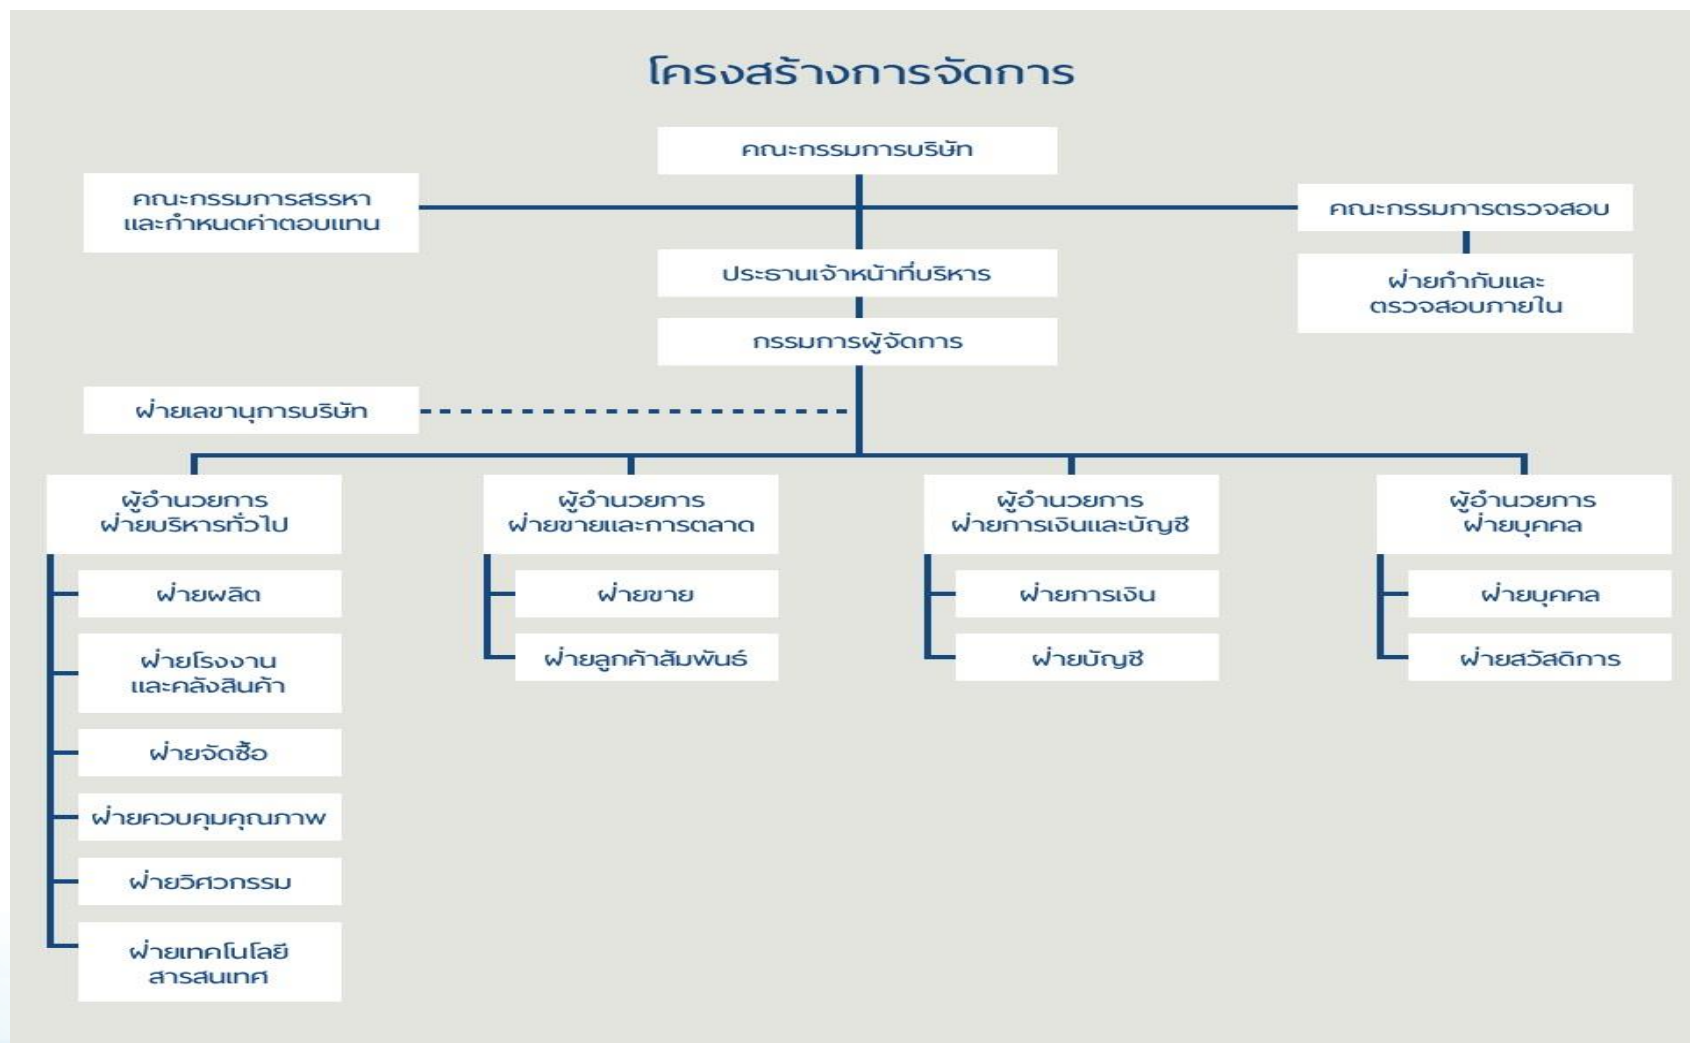 โครงสร้างการจัดการ
คณะกรรมการบริษัท
คณะกรรมการสรรหา
และกำหนดค่าตอบแทน
คณะกรรมการตรวจสอบ
ประธานเจ้าหน้าที่บริหาร
ฝ่ายกำกับและ
ตรวจสอบภายใน
กรรมการผู้จัดการ
ฝ่ายเลขานุการบริษัท
ผู้อำนวยการ
ฝ่ายบริหารทั่วไป
ฝ่ายผลิต
ฝ่ายโรงงาน
และคลังสินค้า
ฝ่ายจัดซื้อ
ฝ่ายควบคุมคุณภาพ
ฝ่ายวิศวกรรม
ฝ่ายเทคโนโลยี
สารสนเทศ
ผู้อำนวยการ
ฝ่ายขายและการตลาด
ฝ่ายขาย
ฝ่ายลูกค้าสัมพันธ์
ผู้อำนวยการ
ฝ่ายการเงินและบัญชี
ฝ่ายการเงิน
ฝ่ายบัญชี
ผู้อำนวยการ
ฝ่ายบุคคล
ฝ่ายบุคคล
ฝ่ายสวัสดิการ